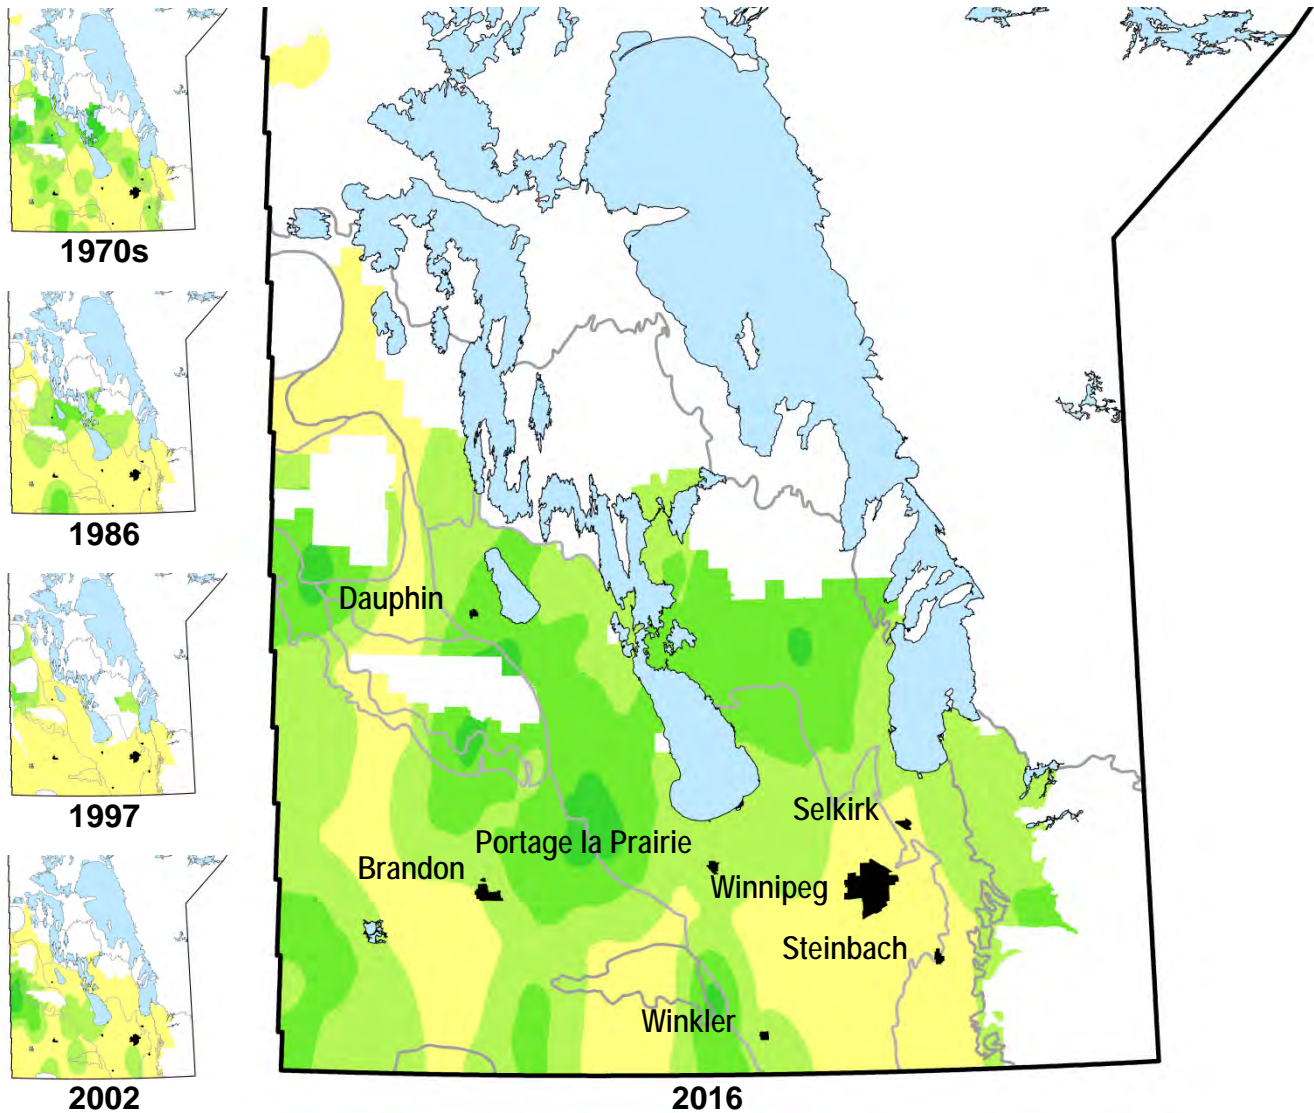 1970s
1986
1997
2002
Dauphin
Selkirk
Portage la Prairie
Brandon
Winnipeg
Steinbach
Winkler
2016